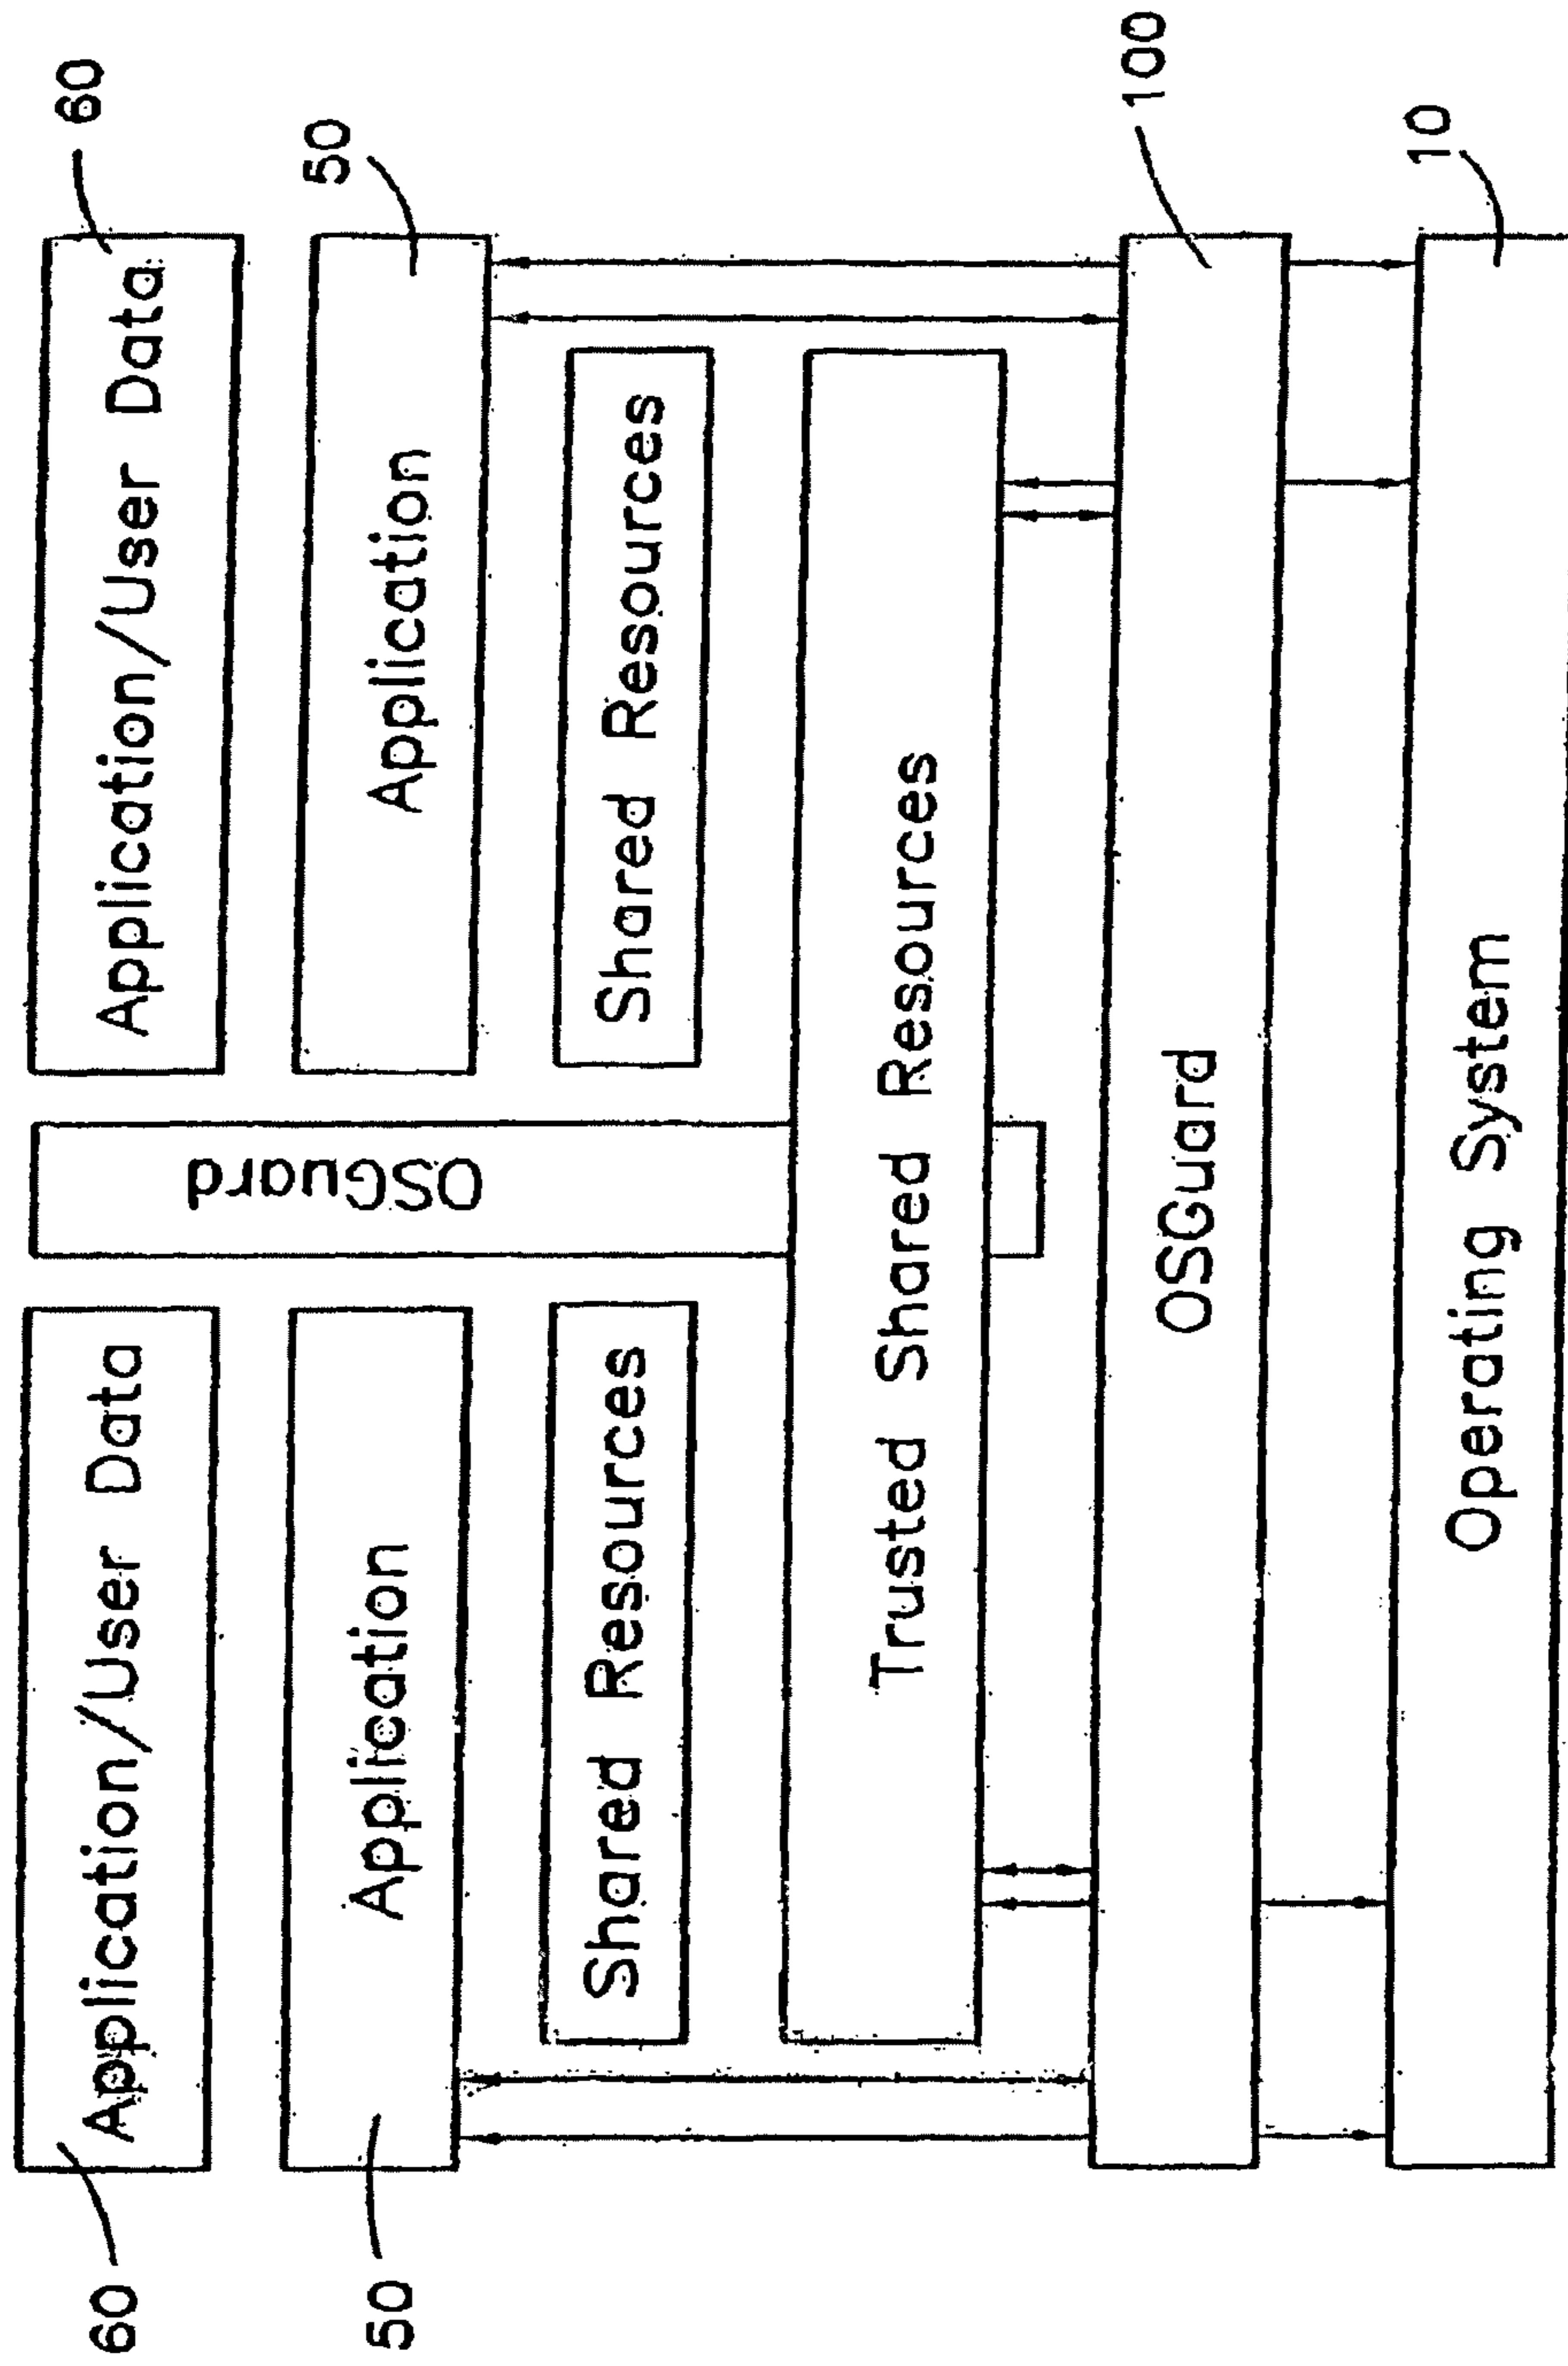 60
60
Application/User Data
Application/User Data
50
50
Application
Application
OSGuard
Shared Resources
Shared Resources
Trusted Shared Resources
OSGuard
100
Operating System
10